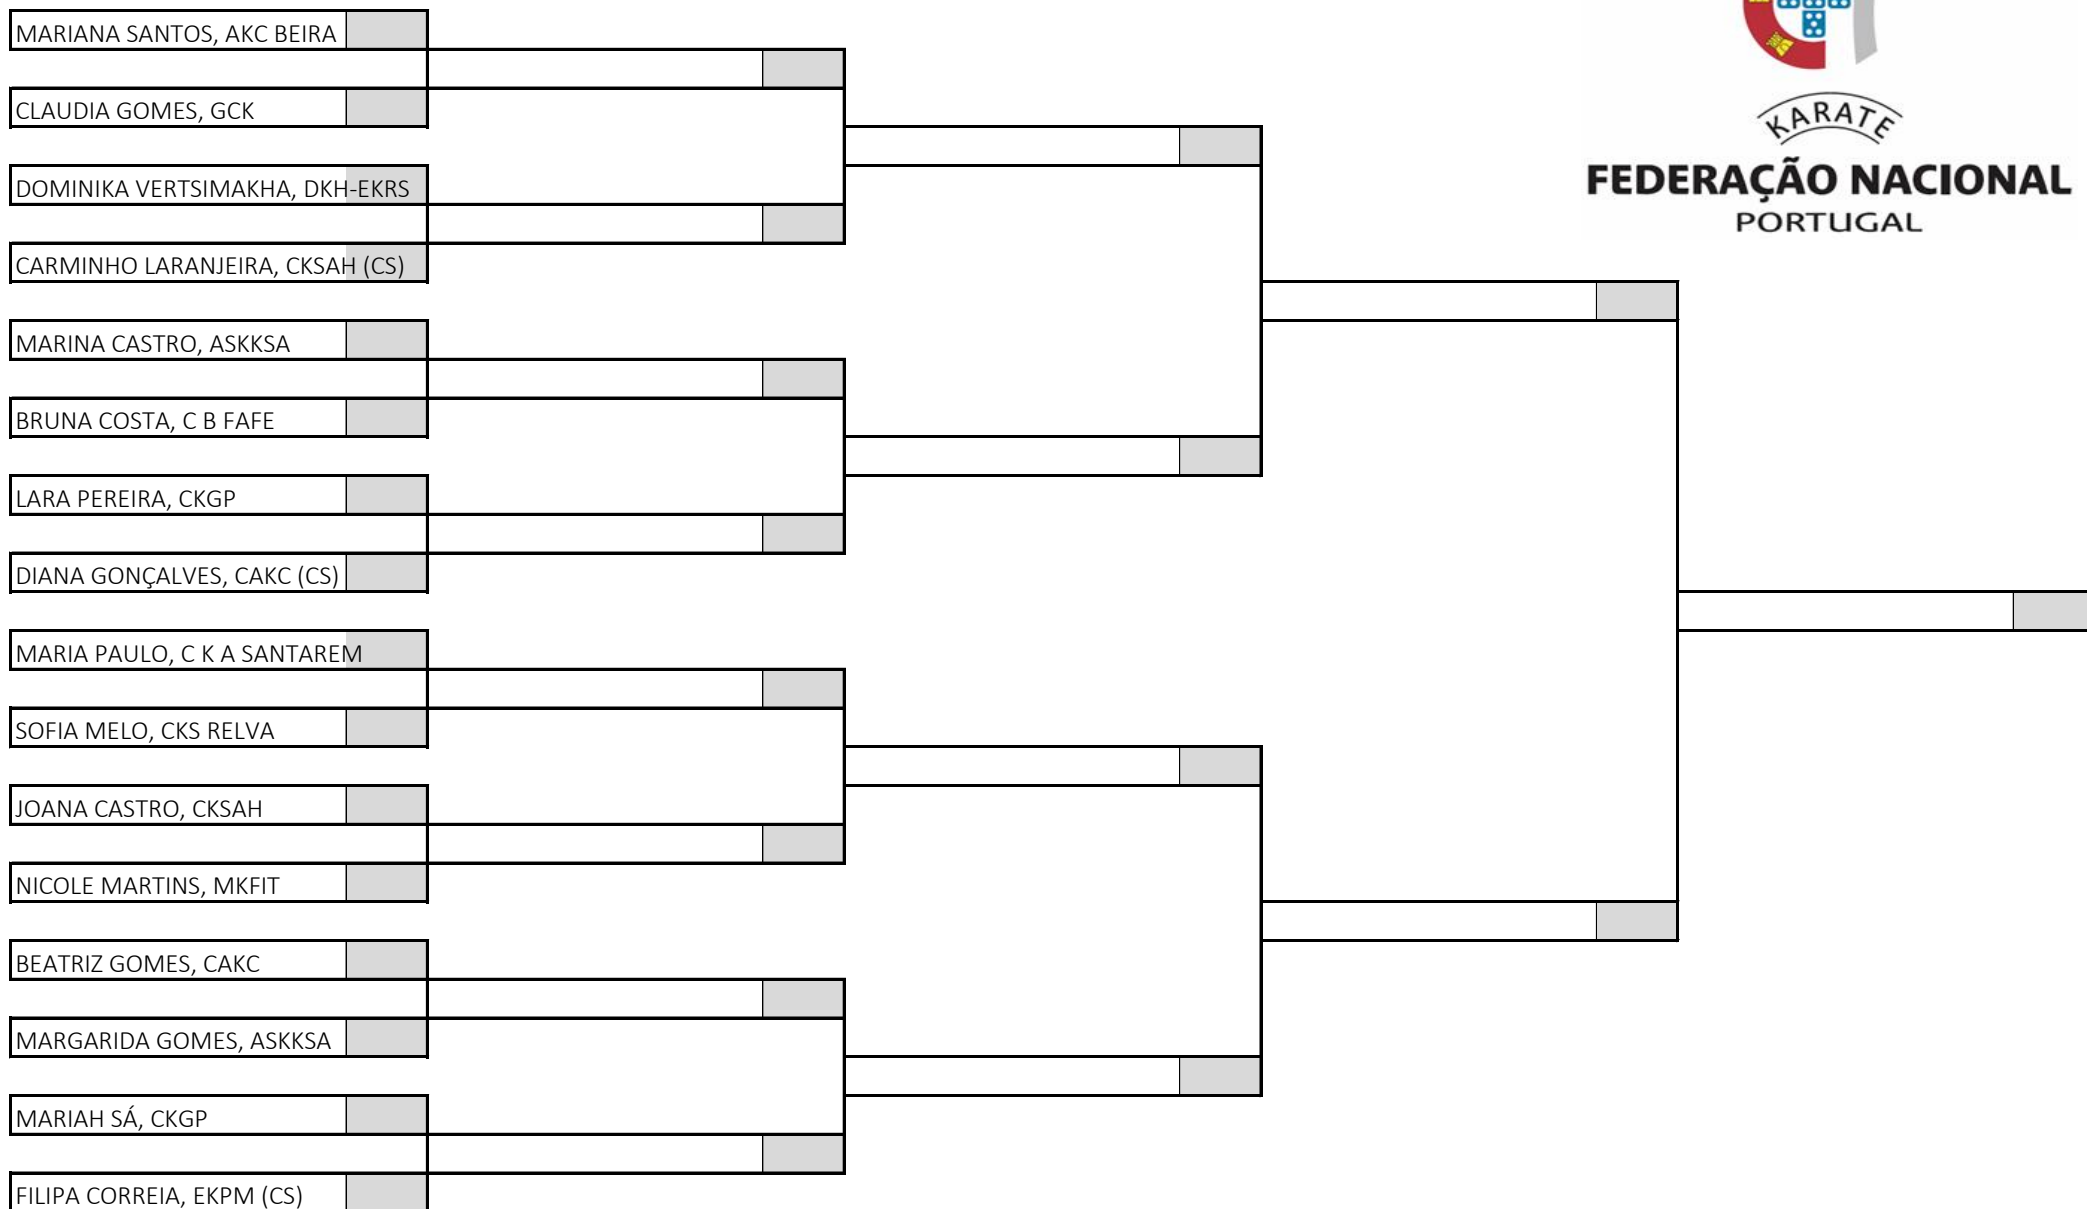 MARIANA SANTOS, AKC BEIRA
CLAUDIA GOMES, GCK
DOMINIKA VERTSIMAKHA, DKH-EKRS
CARMINHO LARANJEIRA, CKSAH (CS)
MARINA CASTRO, ASKKSA
BRUNA COSTA, C B FAFE
LARA PEREIRA, CKGP
DIANA GONÇALVES, CAKC (CS)
MARIA PAULO, C K A SANTAREM
SOFIA MELO, CKS RELVA
JOANA CASTRO, CKSAH
NICOLE MARTINS, MKFIT
BEATRIZ GOMES, CAKC
MARGARIDA GOMES, ASKKSA
MARIAH SÁ, CKGP
FILIPA CORREIA, EKPM (CS)
KARATE
FEDERAÇÃO NACIONAL
PORTUGAL